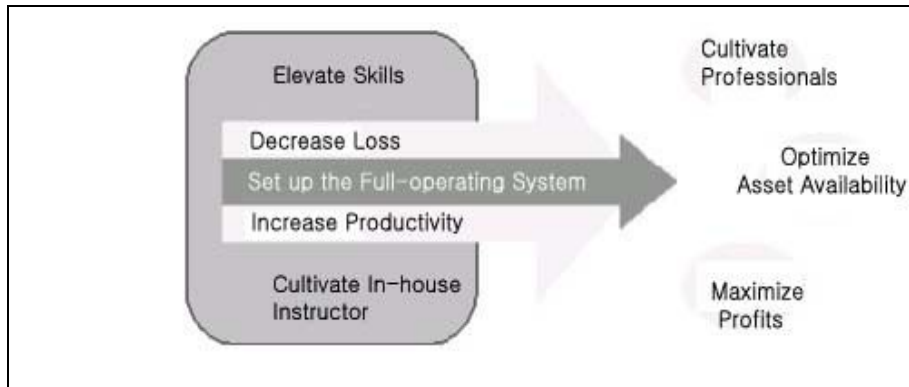 Elevate Skills
Decrease Loss
Set up the Full-operating System
Increase Productivity
Cultivate In-house
Instructor
Cultivate
Professionals
Optimize
Asset Availability
Maximize
Profits